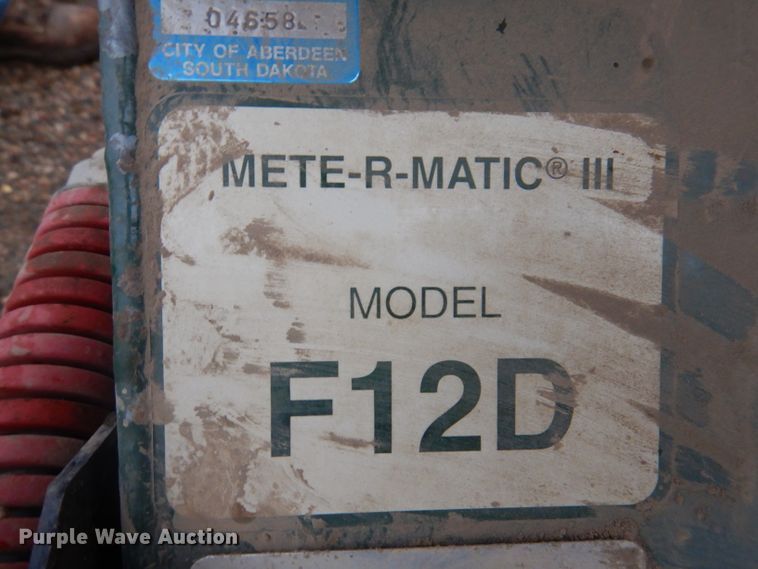 04658
CITY OF ABERDEEN
SOUTH DAKOTA
METE-R-MATIC® III
MODEL
F12D
Purple Wave Auction